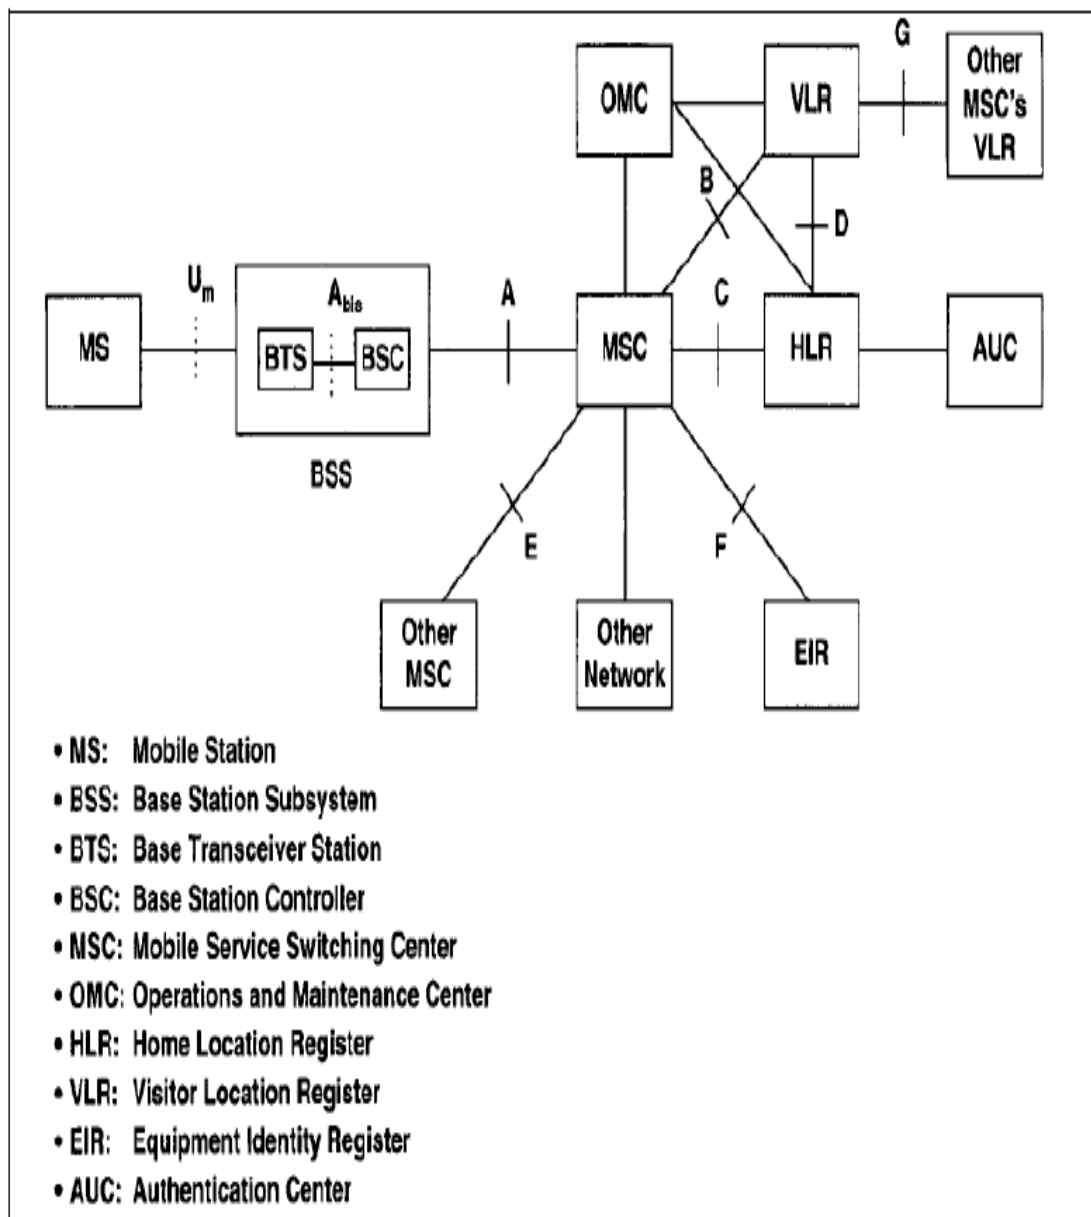 G
OMC
VLR
Other
MSC's
VLR
B
D
Um
Abis
A
C
MS
BTS
BSC
MSC
HLR
AUC
BSS
E
F
Other
MSC
Other
Network
EIR
• MS: Mobile Station
• BSS: Base Station Subsystem
• BTS: Base Transceiver Station
• BSC: Base Station Controller
• MSC: Mobile Service Switching Center
• OMC: Operations and Maintenance Center
• HLR: Home Location Register
• VLR: Visitor Location Register
• EIR: Equipment Identity Register
• AUC: Authentication Center